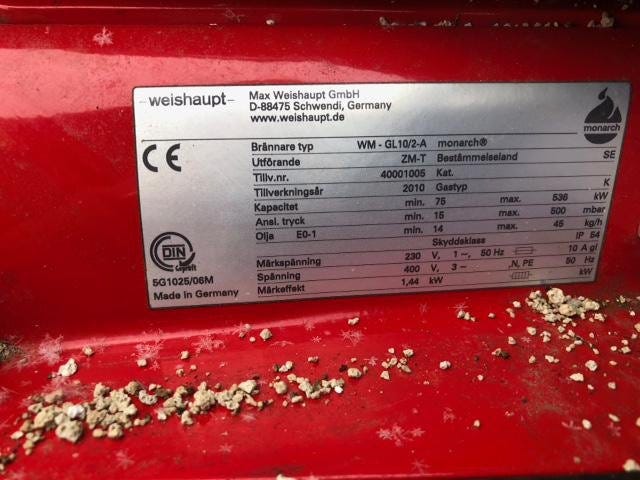 -weishaupt-
Max Weishaupt GmbH
D-88475 Schwendi, Germany
www.weishaupt.de
monarch
Brännare typ WM - GL10/2-A monarch®
Utförande ZM-T Bestämmelseland SE
Tillv.nr. 40001005 Kat.
Tillverkningsår 2010 Gastyp K
Kapacitet min. 75 max. 536 kW
Ansl. tryck min. 15 max. 500 mbar
Olja E0-1 min. 14 max. 45 kg/h
Skyddsklass IP 54
Märkspänning 230 V, 1 ~, 50 Hz 10 A gl
Spänning 400 V, 3 ~ , N, PE 50 Hz
Märkeffekt 1,44 kW kW
CE
DIN
Geprüft
5G1025/06M
Made in Germany